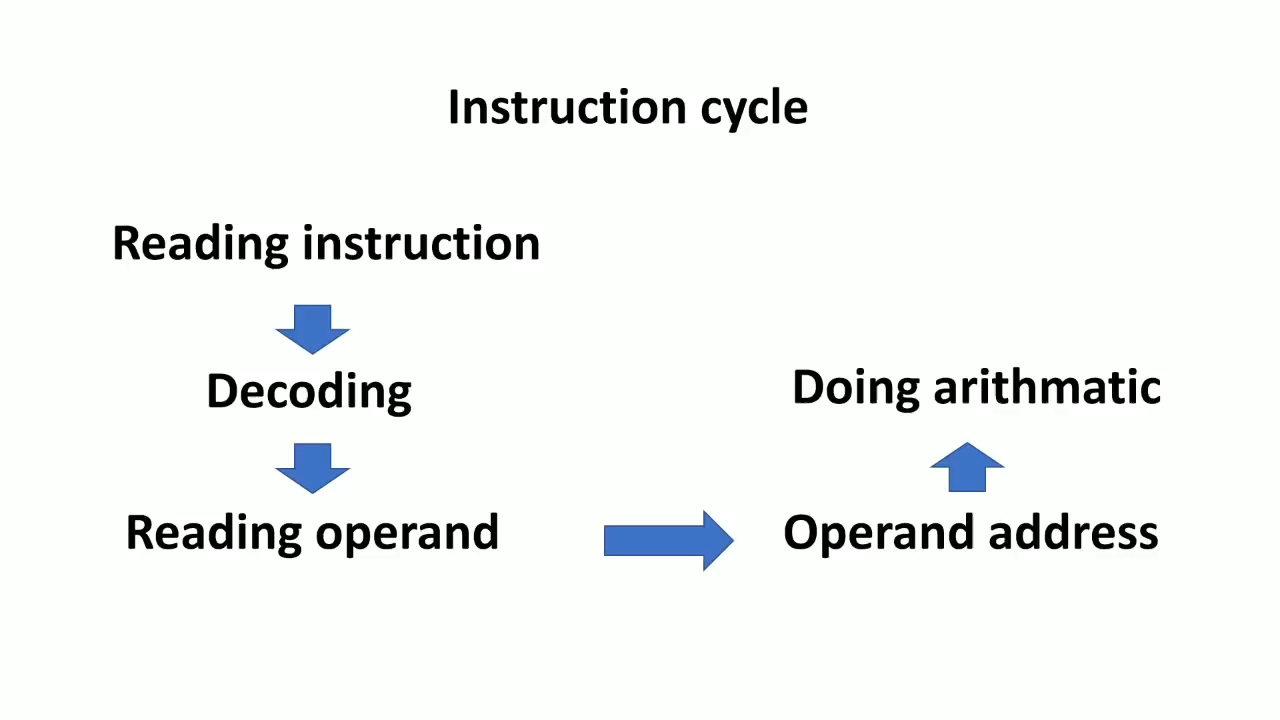 Instruction cycle
Reading instruction
Decoding
Reading operand
Operand address
Doing arithmatic